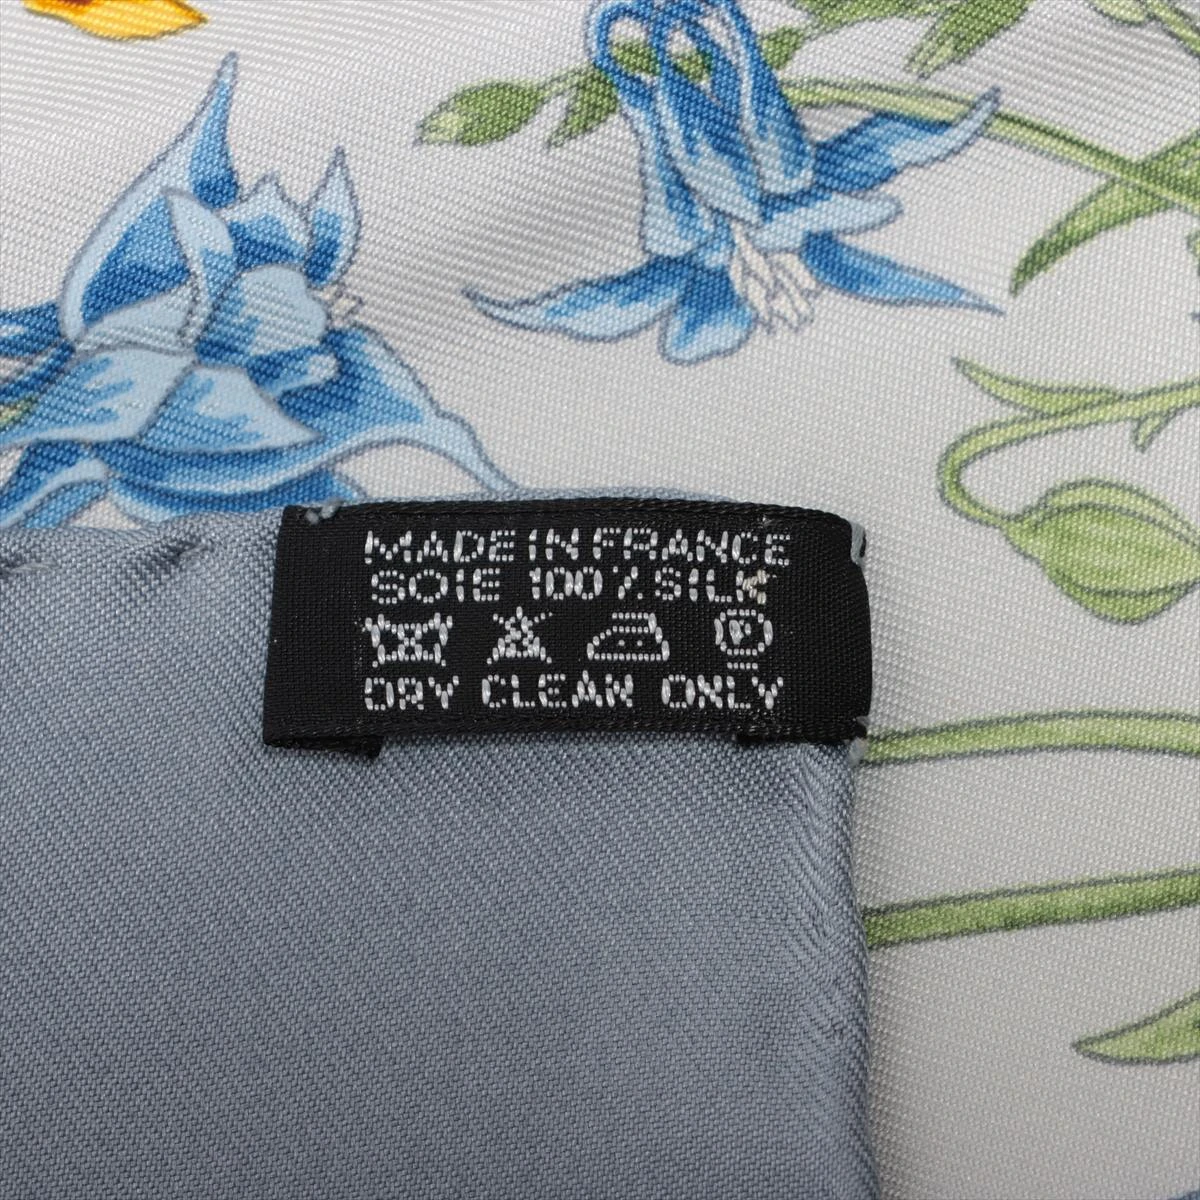 MADE IN FRANCE
SOIE 100% SILK
P
DRY CLEAN ONLY